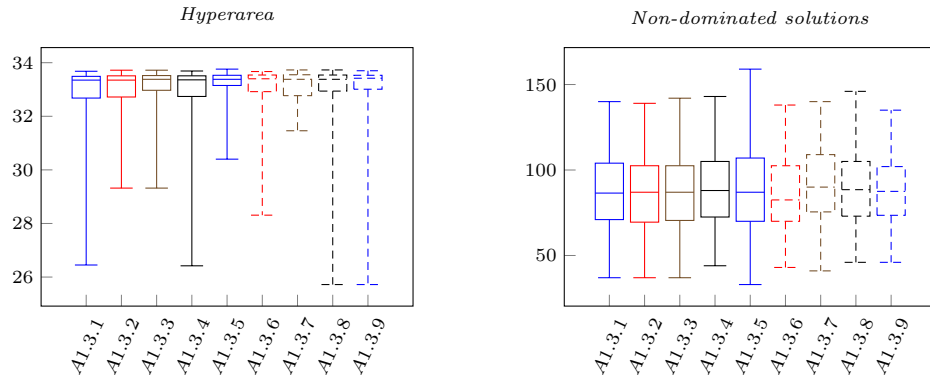 Hyperarea
34
32
30
28
26
A1.3.1
A1.3.2
A1.3.3
A1.3.4
A1.3.5
A1.3.6
A1.3.7
A1.3.8
A1.3.9
Non-dominated solutions
150
100
50
A1.3.1
A1.3.2
A1.3.3
A1.3.4
A1.3.5
A1.3.6
A1.3.7
A1.3.8
A1.3.9